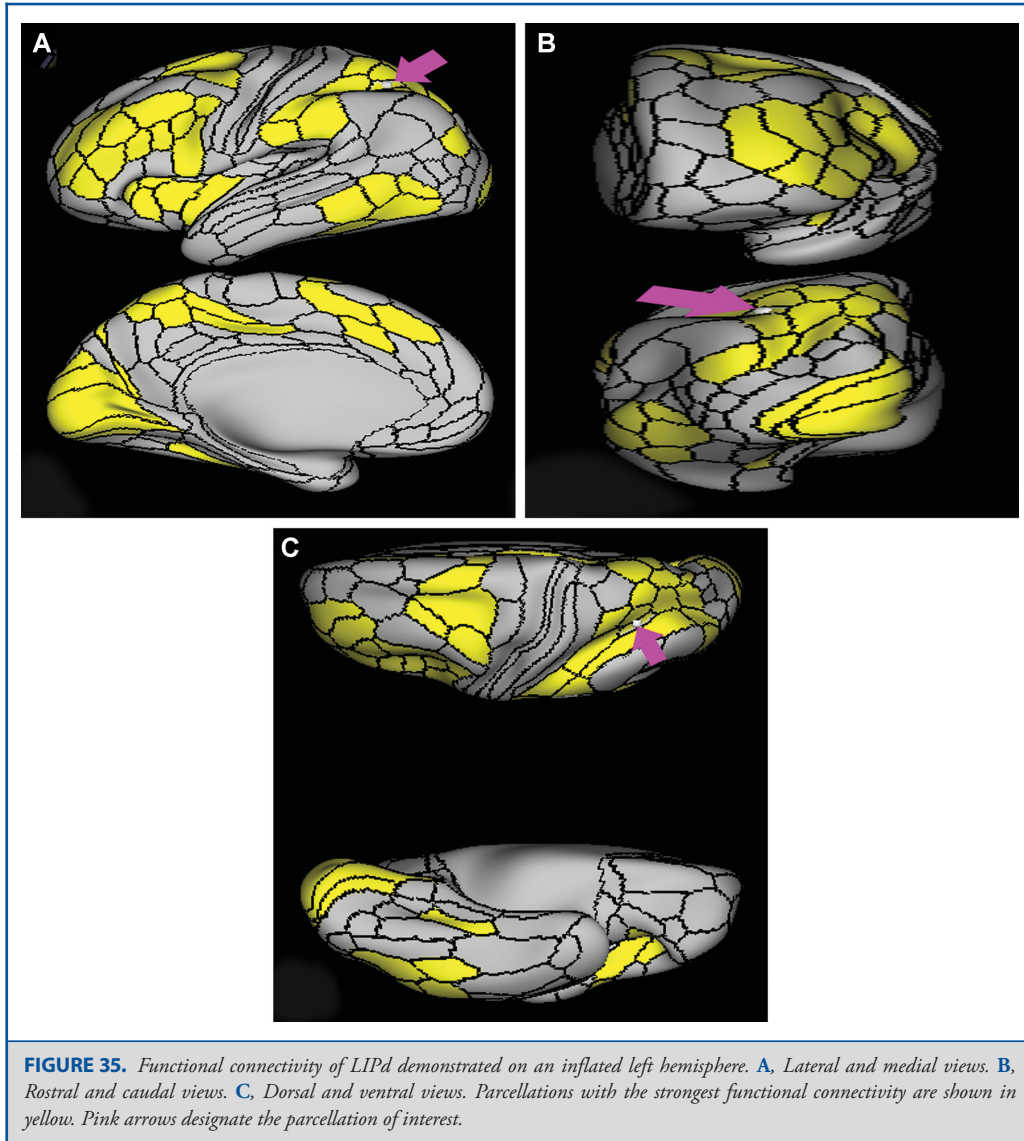 A
B
C
FIGURE 35. Functional connectivity of LIPd demonstrated on an inflated left hemisphere. A, Lateral and medial views. B,
Rostral and caudal views. C, Dorsal and ventral views. Parcellations with the strongest functional connectivity are shown in
yellow. Pink arrows designate the parcellation of interest.